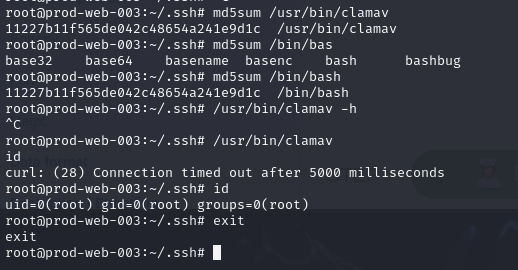 root@prod-web-003:~/.ssh# md5sum /usr/bin/clamav
11227b11f565de042c48654a241e9d1c  /usr/bin/clamav
root@prod-web-003:~/.ssh# md5sum /bin/bas
base32    base64    basename  basenc    bash      bashbug
root@prod-web-003:~/.ssh# md5sum /bin/bash
11227b11f565de042c48654a241e9d1c  /bin/bash
root@prod-web-003:~/.ssh# /usr/bin/clamav -h
^C
root@prod-web-003:~/.ssh# /usr/bin/clamav
id
curl: (28) Connection timed out after 5000 milliseconds
root@prod-web-003:~/.ssh# id
uid=0(root) gid=0(root) groups=0(root)
root@prod-web-003:~/.ssh# exit
exit
root@prod-web-003:~/.ssh#